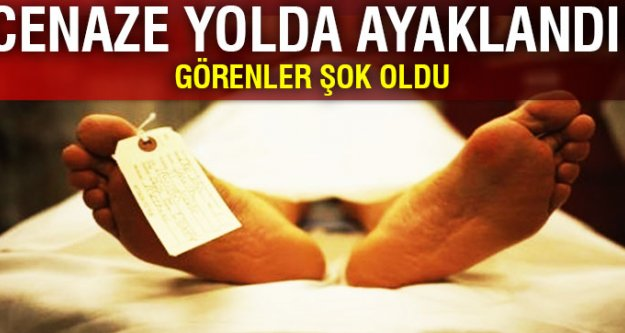 CENAZE YOLDA AYAKLANDI
GÖRENLER ŞOK OLDU